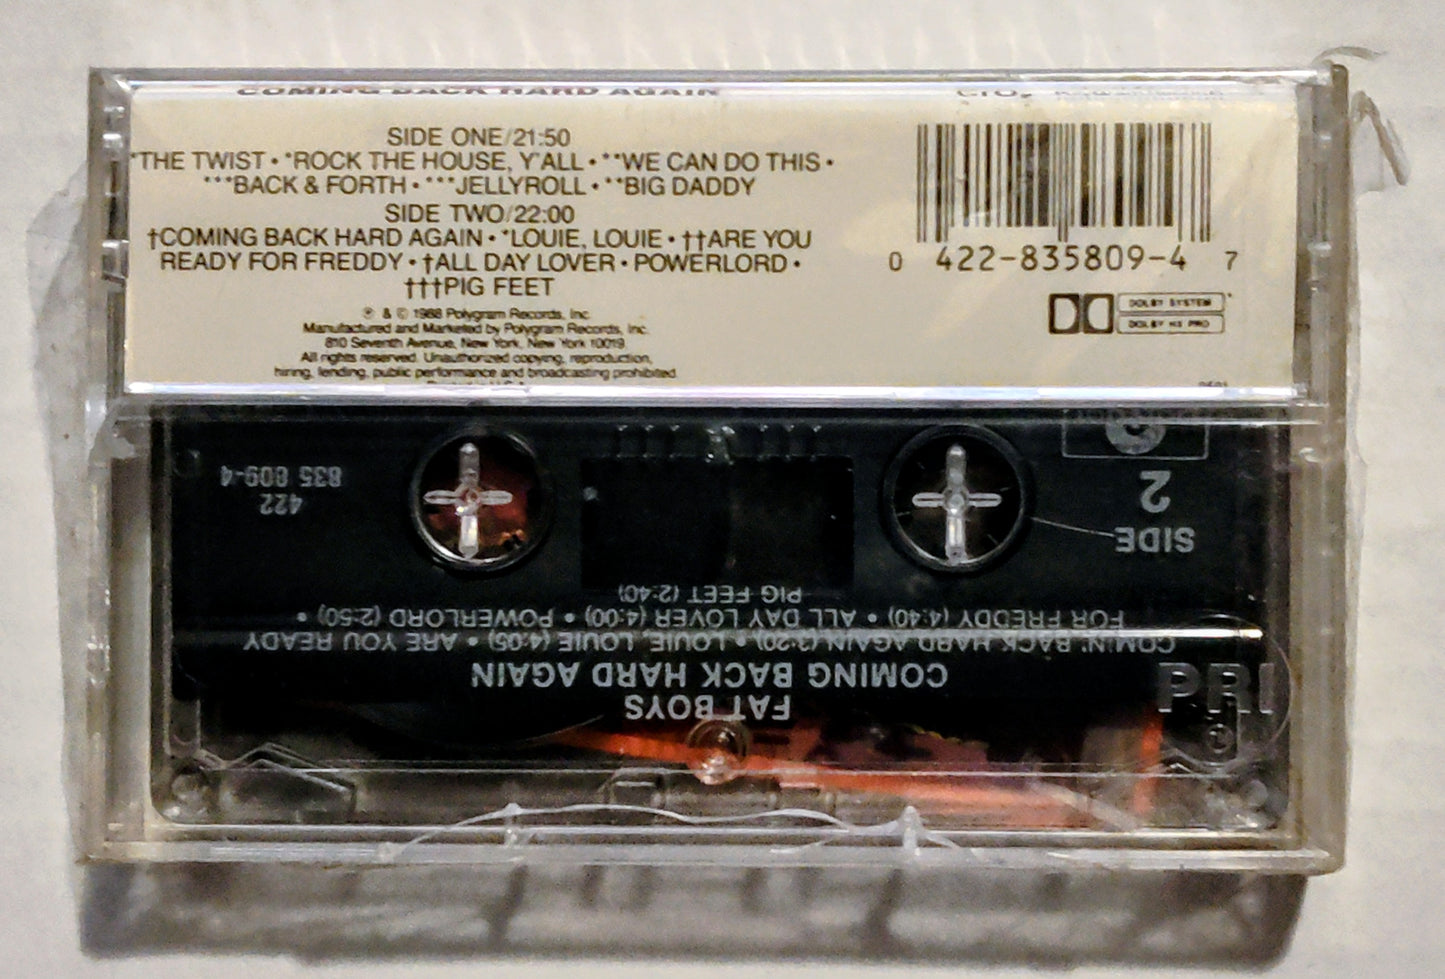 COMING BACK HARD AGAIN
SIDE ONE/21:50
*THE TWIST • *ROCK THE HOUSE, Y'ALL • **WE CAN DO THIS •
***BACK & FORTH • ***JELLYROLL • **BIG DADDY
SIDE TWO/22:00
†COMING BACK HARD AGAIN • *LOUIE, LOUIE • ††ARE YOU
READY FOR FREDDY • †ALL DAY LOVER • POWERLORD •
†††PIG FEET
℗ & © 1988 Polygram Records, Inc.
Manufactured and Marketed by Polygram Records, Inc.
810 Seventh Avenue, New York, New York 10019
All rights reserved. Unauthorized copying, reproduction,
hiring, lending, public performance and broadcasting prohibited.
0 422-835809-4 7
DOLBY SYSTEM
DOLBY HX PRO
FAT BOYS
COMING BACK HARD AGAIN
COMIN' BACK HARD AGAIN (3:20) • LOUIE, LOUIE (4:05) • ARE YOU READY
FOR FREDDY (4:40) • ALL DAY LOVER (4:00) • POWERLORD (2:50) •
PIG FEET (2:40)
SIDE
2
422
835 809-4
PRI